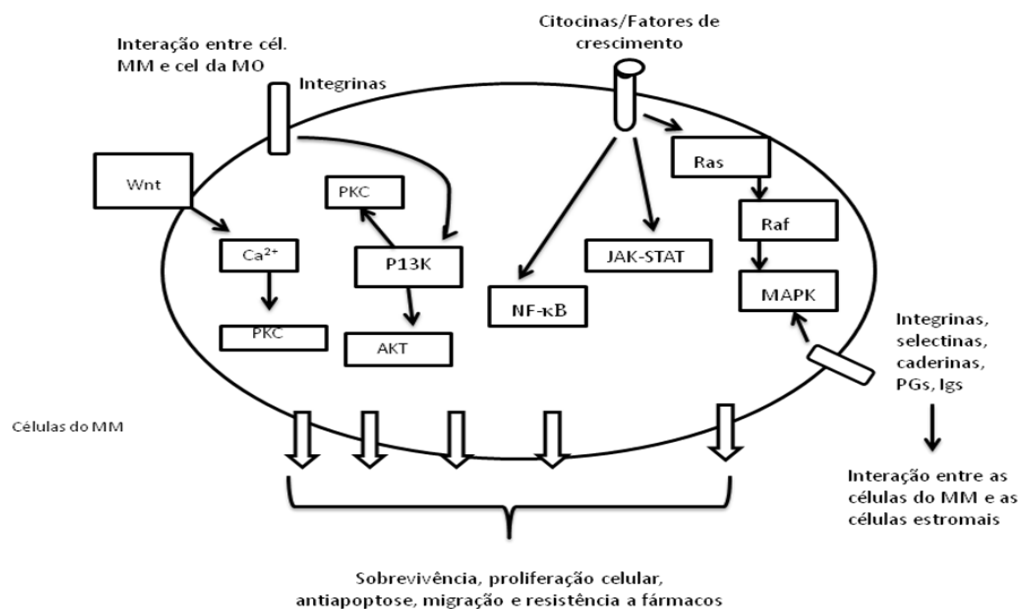 Citocinas/Fatores de
crescimento
Interação entre cél.
MM e cel da MO
Integrinas
Wnt
Ras
PKC
Raf
Ca²⁺
P13K
JAK-STAT
MAPK
NF-κB
PKC
AKT
Integrinas,
selectinas,
caderinas,
PGs, Igs
Células do MM
Interação entre as
células do MM e as
células estromais
Sobrevivência, proliferação celular,
antiapoptose, migração e resistência a fármacos